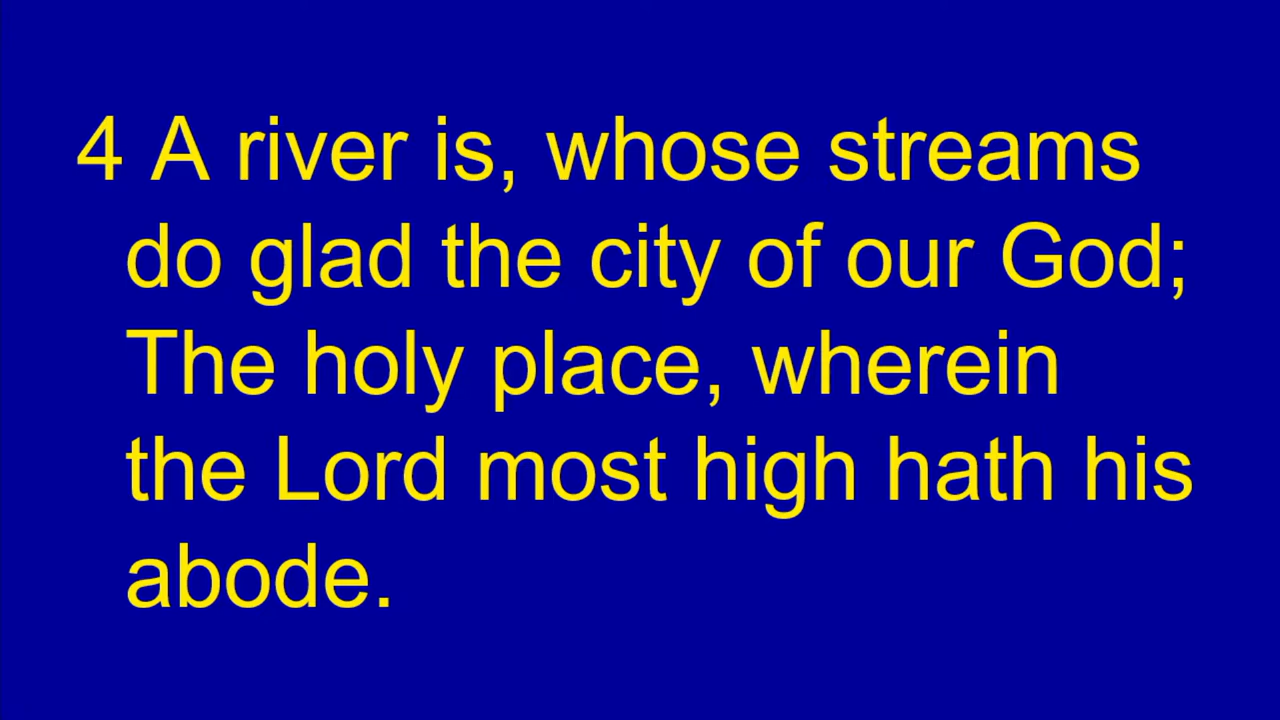 4 A river is, whose streams
do glad the city of our God;
The holy place, wherein
the Lord most high hath his
abode.